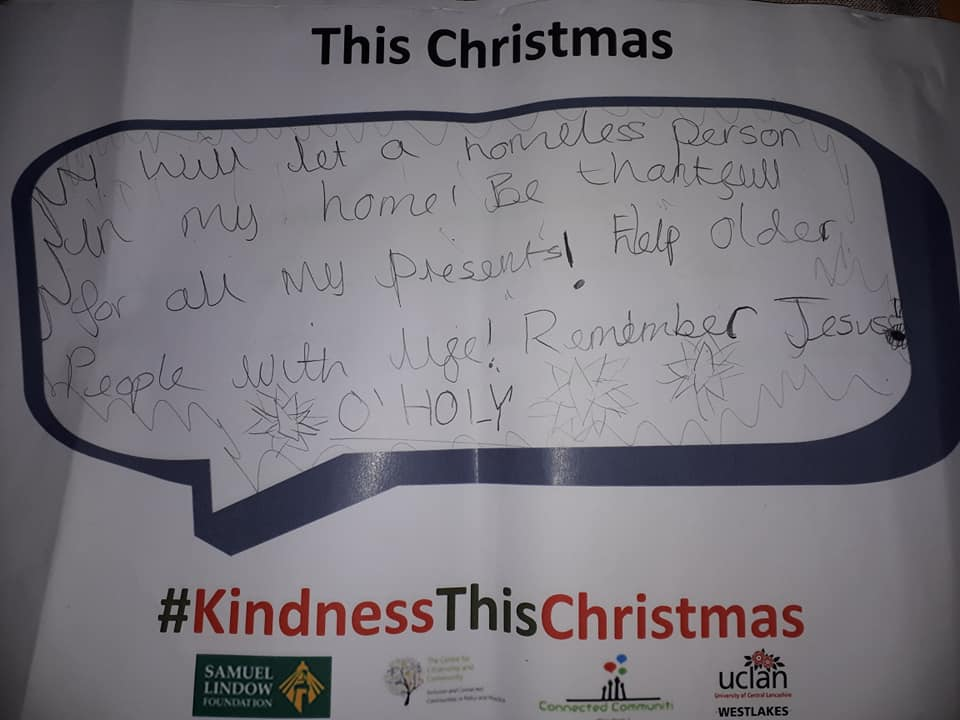 This Christmas
I will let a homeless person
in my home! Be thankfull
for all my presents! Help older
People with life! Remember Jesus
O' HOLY
#KindnessThisChristmas
SAMUEL
LINDOW
FOUNDATION
The Centre for
Citizenship and
Community
Connected Communiti
uclan
University of Central Lancashire
WESTLAKES